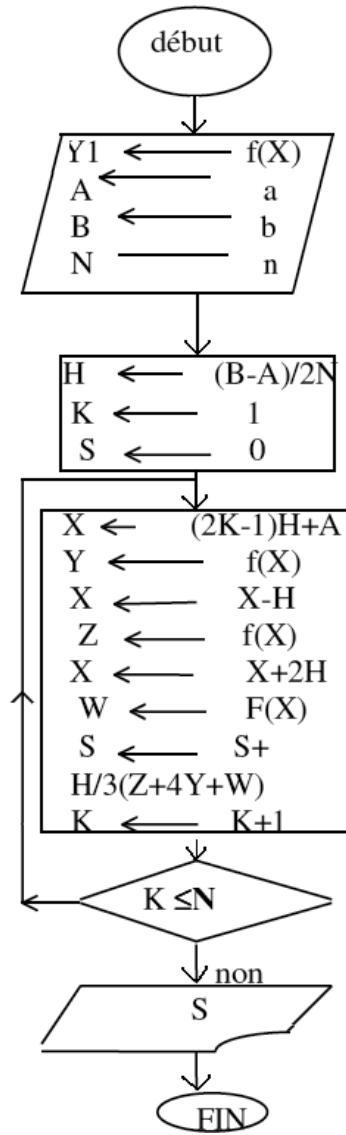 début
Y1 ← f(X)
A ← a
B ← b
N n
H ← (B-A)/2N
K ← 1
S ← 0
X ← (2K-1)H+A
Y ← f(X)
X ← X-H
Z ← f(X)
X ← X+2H
W ← F(X)
S ← S+
H/3(Z+4Y+W)
K ← K+1
K ≤N
non
S
FIN